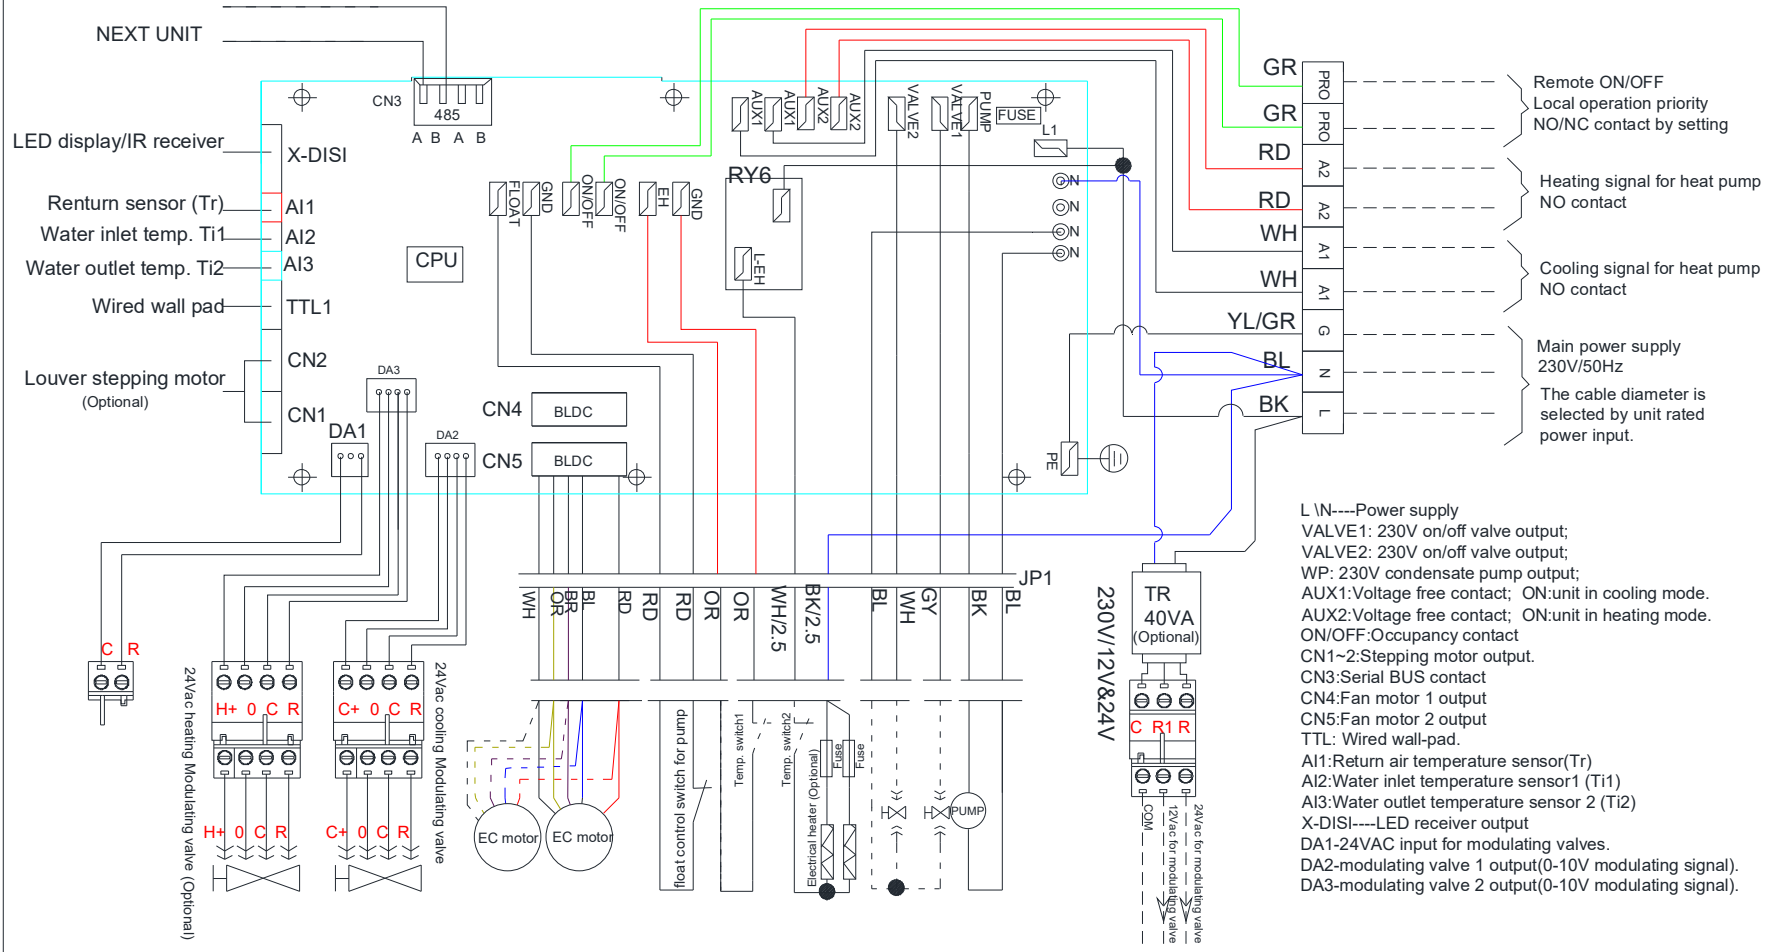 NEXT UNIT
CN3
485
A B A B
LED display/IR receiver
X-DISI
Renturn sensor (Tr)
AI1
Water inlet temp. Ti1
AI2
Water outlet temp. Ti2
AI3
Wired wall pad
TTL1
CN2
Louver stepping motor
(Optional)
CN1
CPU
DA3
DA1
DA2
CN4
BLDC
CN5
BLDC
FLOAT
GND
ON/OFF
ON/OFF
EH
GND
AUX1
AUX1
AUX2
AUX2
VALVE2
VALVE1
PUMP
FUSE
L1
RY6
L-EH
N
N
N
N
PE
GR
PRO
GR
PRO
RD
A2
RD
A2
WH
A1
WH
A1
YL/GR
G
BL
N
BK
L
Remote ON/OFF
Local operation priority
NO/NC contact by setting
Heating signal for heat pump
NO contact
Cooling signal for heat pump
NO contact
Main power supply
230V/50Hz
The cable diameter is
selected by unit rated
power input.
JP1
WH
OR
BR
BL
RD
RD
RD
OR
OR
WH/2.5
BK/2.5
BL
WH
GY
BK
BL
230V/12V&24V
TR
40VA
(Optional)
C R1 R
COM
12Vac for modulating valve
24Vac for modulating valve
C R
24Vac heating Modulating valve (Optional)
H+ 0 C R
H+ 0 C R
C+ 0 C R
C+ 0 C R
24Vac cooling Modulating valve
EC motor
EC motor
float control switch for pump
Temp. switch1
Temp. switch2
Electrical heater (Optional)
Fuse
Fuse
PUMP
L \N----Power supply
VALVE1: 230V on/off valve output;
VALVE2: 230V on/off valve output;
WP: 230V condensate pump output;
AUX1:Voltage free contact; ON:unit in cooling mode.
AUX2:Voltage free contact; ON:unit in heating mode.
ON/OFF:Occupancy contact
CN1~2:Stepping motor output.
CN3:Serial BUS contact
CN4:Fan motor 1 output
CN5:Fan motor 2 output
TTL: Wired wall-pad.
AI1:Return air temperature sensor(Tr)
AI2:Water inlet temperature sensor1 (Ti1)
AI3:Water outlet temperature sensor 2 (Ti2)
X-DISI----LED receiver output
DA1-24VAC input for modulating valves.
DA2-modulating valve 1 output(0-10V modulating signal).
DA3-modulating valve 2 output(0-10V modulating signal).